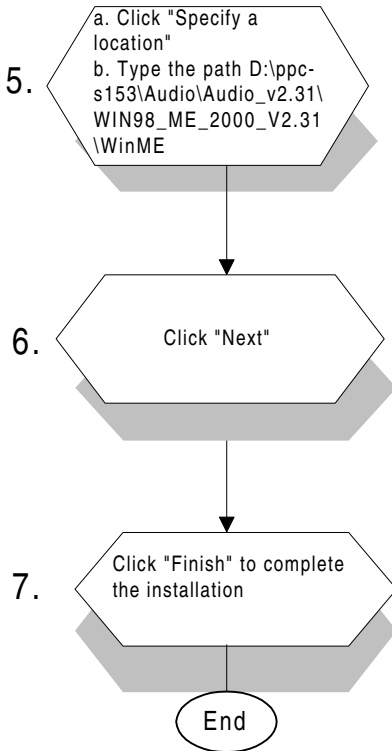 5.
a. Click "Specify a
location"
b. Type the path D:\ppc-
s153\Audio\Audio_v2.31\
WIN98_ME_2000_V2.31
\WinME
6.
Click "Next"
7.
Click "Finish" to complete
the installation
End